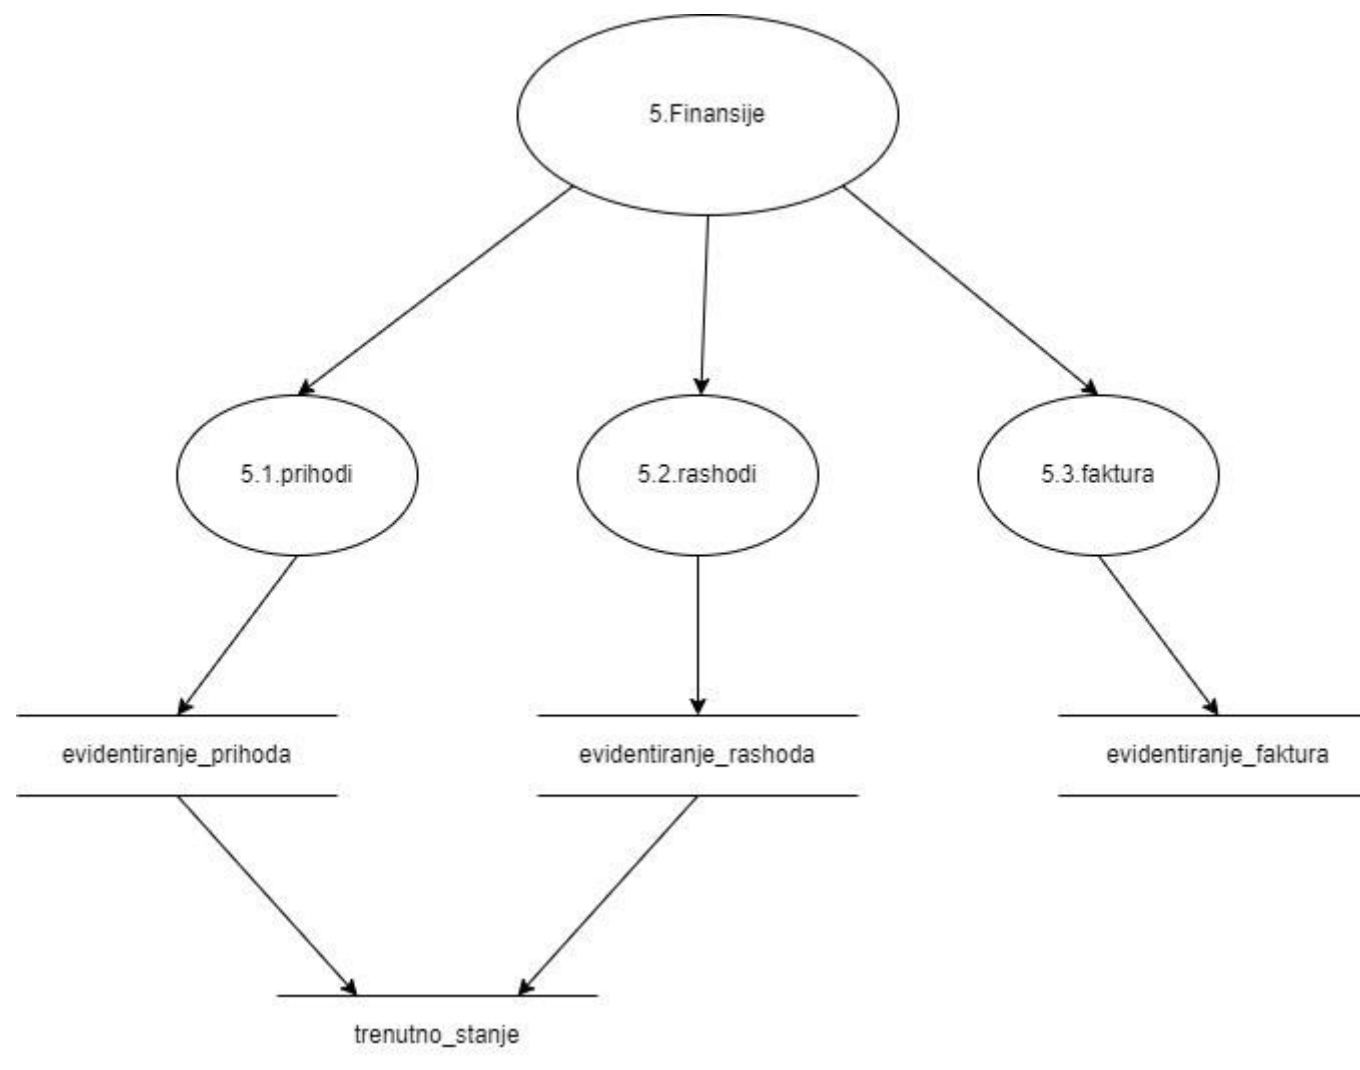 5.Finansije
5.1.prihodi
5.2.rashodi
5.3.faktura
evidentiranje_prihoda
evidentiranje_rashoda
evidentiranje_faktura
trenutno_stanje